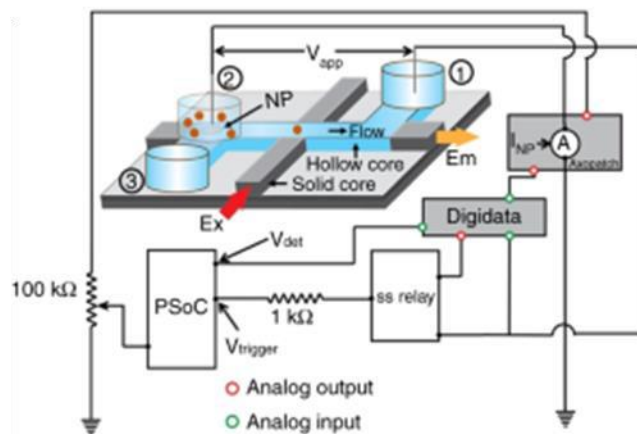 V_app
①
②
NP
Flow
I_NP
A
Axopatch
Em
Hollow core
Solid core
③
Ex
Digidata
V_det
100 kΩ
PSoC
ss relay
1 kΩ
V_trigger
Analog output
Analog input